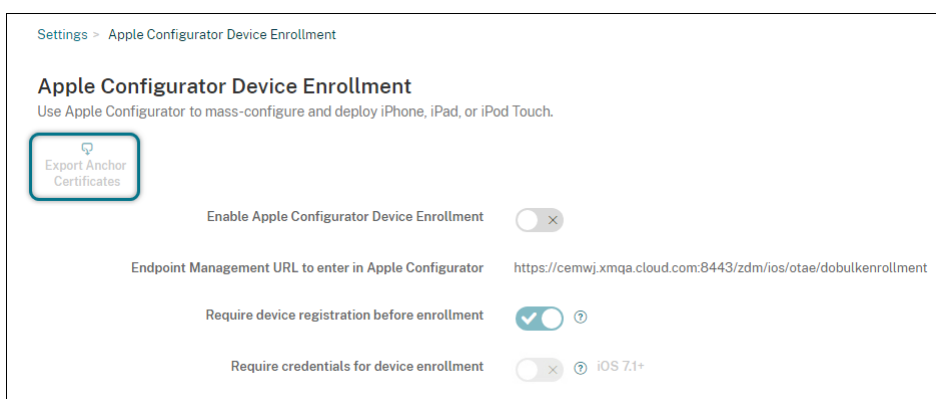 Settings > Apple Configurator Device Enrollment
Apple Configurator Device Enrollment
Use Apple Configurator to mass-configure and deploy iPhone, iPad, or iPod Touch.
Export Anchor
Certificates
Enable Apple Configurator Device Enrollment
Endpoint Management URL to enter in Apple Configurator https://cemwj.xmqa.cloud.com:8443/zdm/ios/otae/dobulkenrollment
Require device registration before enrollment ?
Require credentials for device enrollment ? iOS 7.1+